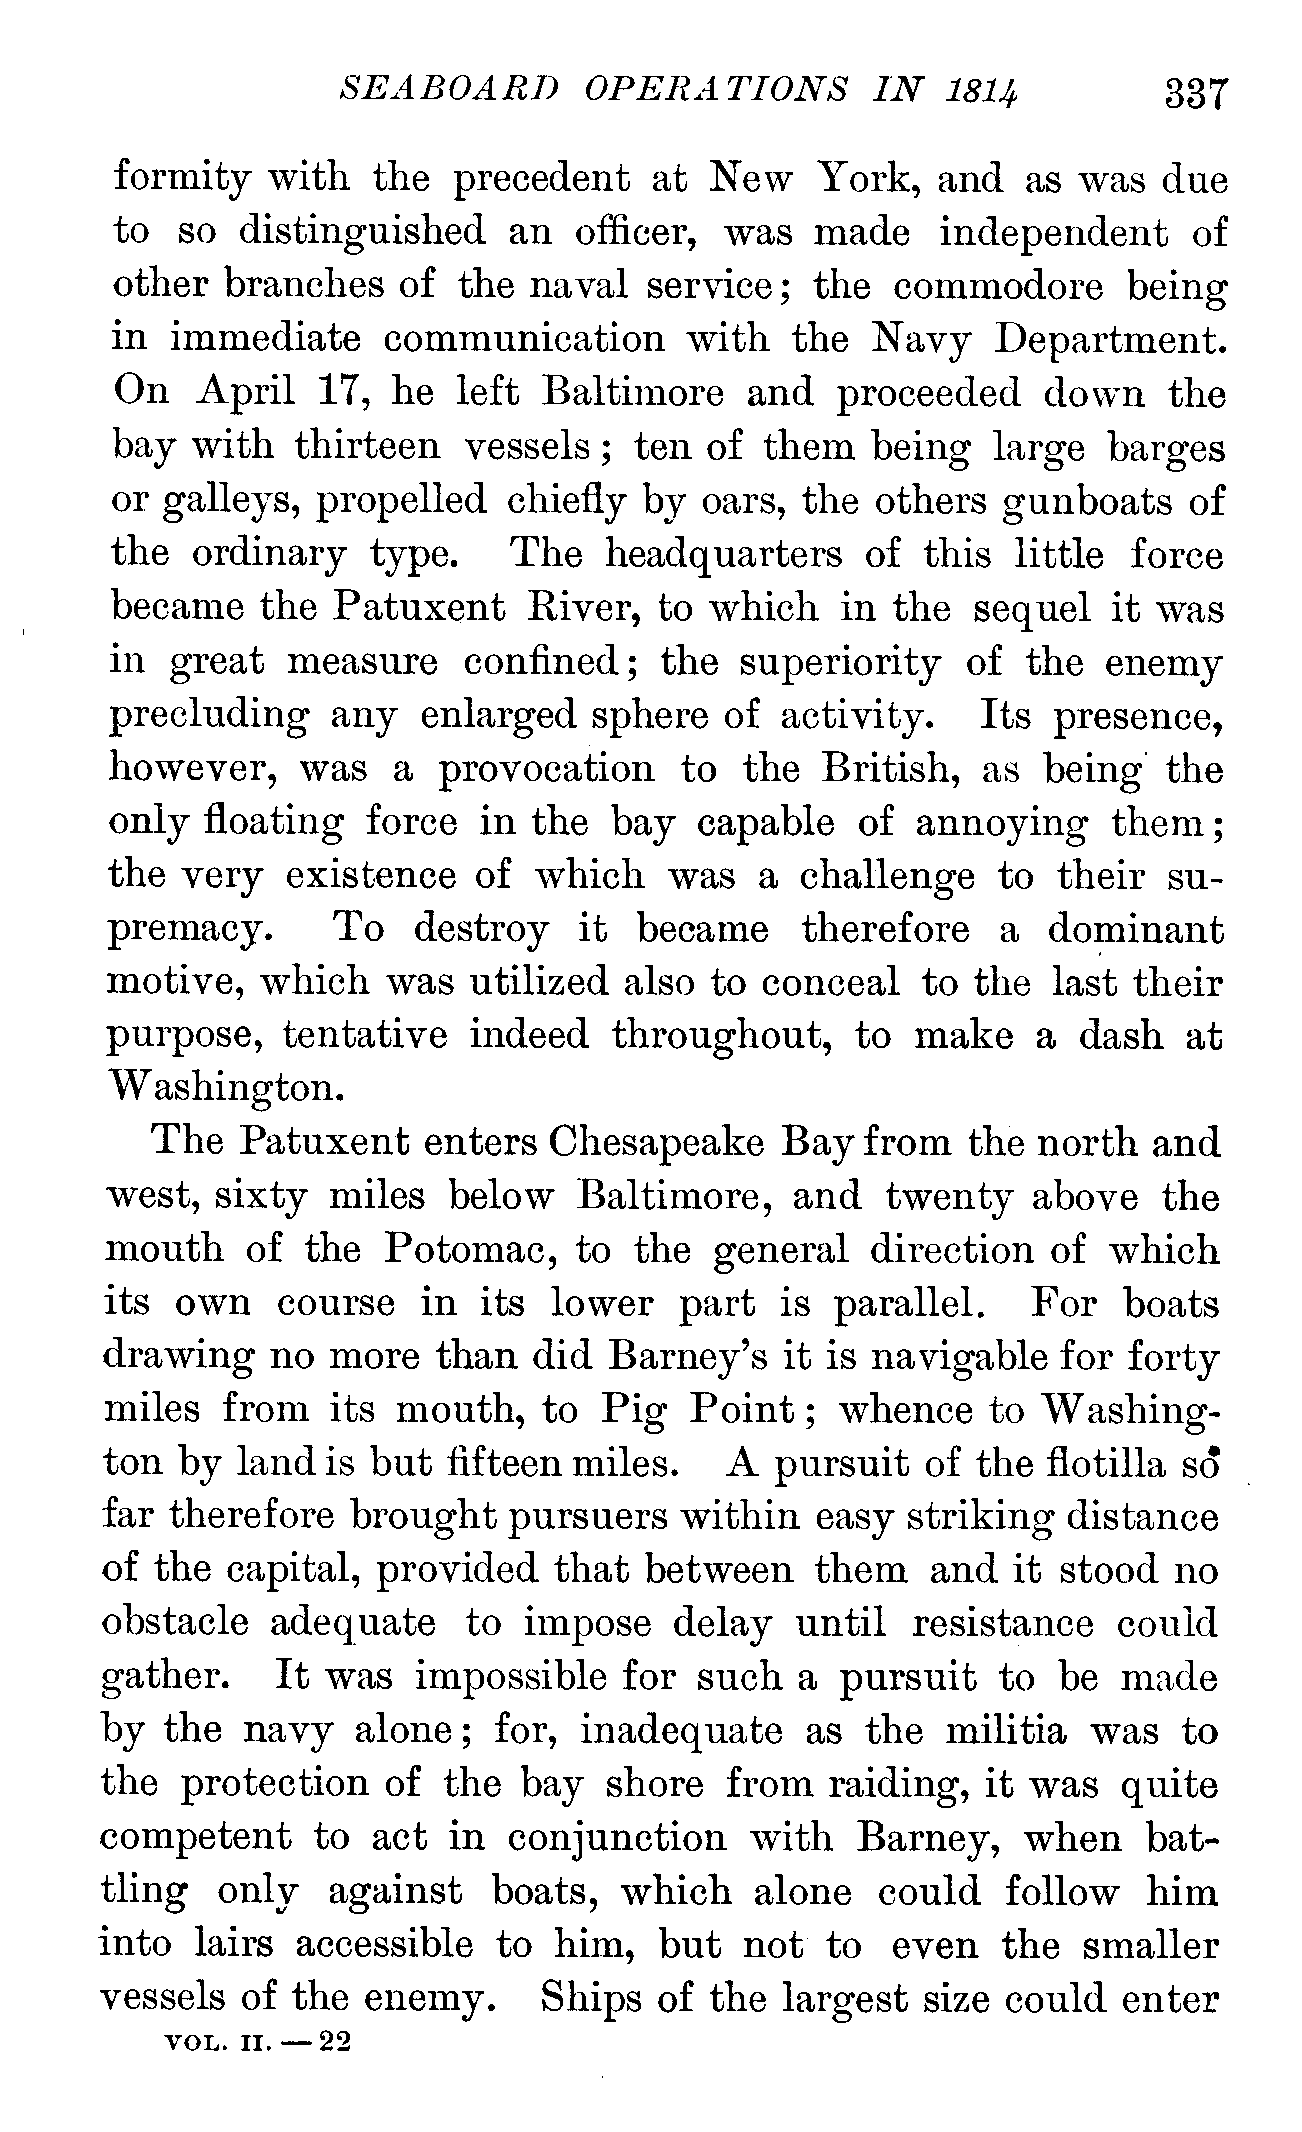 SEABOARD OPERATIONS IN 1814 337
formity with the precedent at New York, and as was due
to so distinguished an officer, was made independent of
other branches of the naval service; the commodore being
in immediate communication with the Navy Department.
On April 17, he left Baltimore and proceeded down the
bay with thirteen vessels; ten of them being large barges
or galleys, propelled chiefly by oars, the others gunboats of
the ordinary type. The headquarters of this little force
became the Patuxent River, to which in the sequel it was
in great measure confined; the superiority of the enemy
precluding any enlarged sphere of activity. Its presence,
however, was a provocation to the British, as being the
only floating force in the bay capable of annoying them;
the very existence of which was a challenge to their su-
premacy. To destroy it became therefore a dominant
motive, which was utilized also to conceal to the last their
purpose, tentative indeed throughout, to make a dash at
Washington.
The Patuxent enters Chesapeake Bay from the north and
west, sixty miles below Baltimore, and twenty above the
mouth of the Potomac, to the general direction of which
its own course in its lower part is parallel. For boats
drawing no more than did Barney's it is navigable for forty
miles from its mouth, to Pig Point; whence to Washing-
ton by land is but fifteen miles. A pursuit of the flotilla so
far therefore brought pursuers within easy striking distance
of the capital, provided that between them and it stood no
obstacle adequate to impose delay until resistance could
gather. It was impossible for such a pursuit to be made
by the navy alone; for, inadequate as the militia was to
the protection of the bay shore from raiding, it was quite
competent to act in conjunction with Barney, when bat-
tling only against boats, which alone could follow him
into lairs accessible to him, but not to even the smaller
vessels of the enemy. Ships of the largest size could enter
VOL. II. — 22